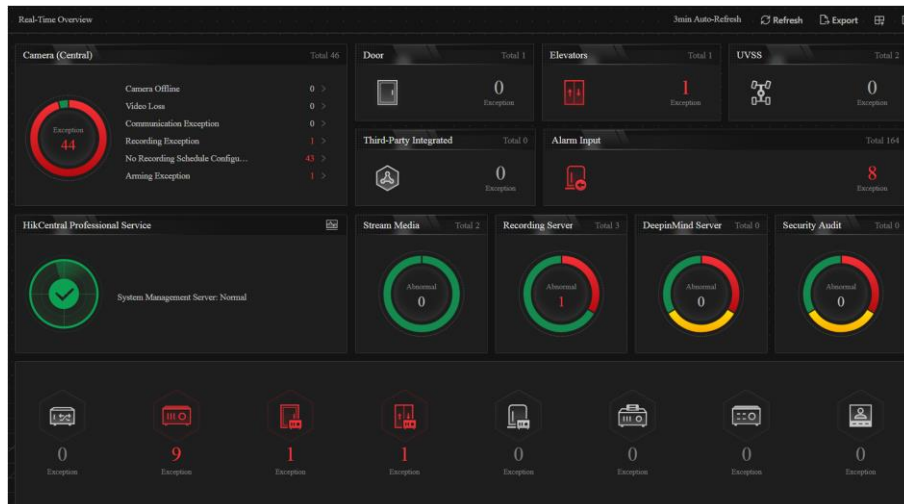 Real-Time Overview
3min Auto-Refresh
Refresh
Export
Camera (Central)
Total 46
Exception
44
Camera Offline 0 >
Video Loss 0 >
Communication Exception 0 >
Recording Exception 1 >
No Recording Schedule Configu... 43 >
Arming Exception 1 >
Door
Total 1
0
Exception
Elevators
Total 1
1
Exception
UVSS
Total 2
0
Exception
Third-Party Integrated
Total 0
0
Exception
Alarm Input
Total 164
8
Exception
HikCentral Professional Service
System Management Server: Normal
Stream Media
Total 2
Abnormal
0
Recording Server
Total 3
Abnormal
1
DeepinMind Server
Total 0
Abnormal
0
Security Audit
Total 0
Abnormal
0
0
Exception
9
Exception
1
Exception
1
Exception
0
Exception
0
Exception
0
Exception
0
Exception